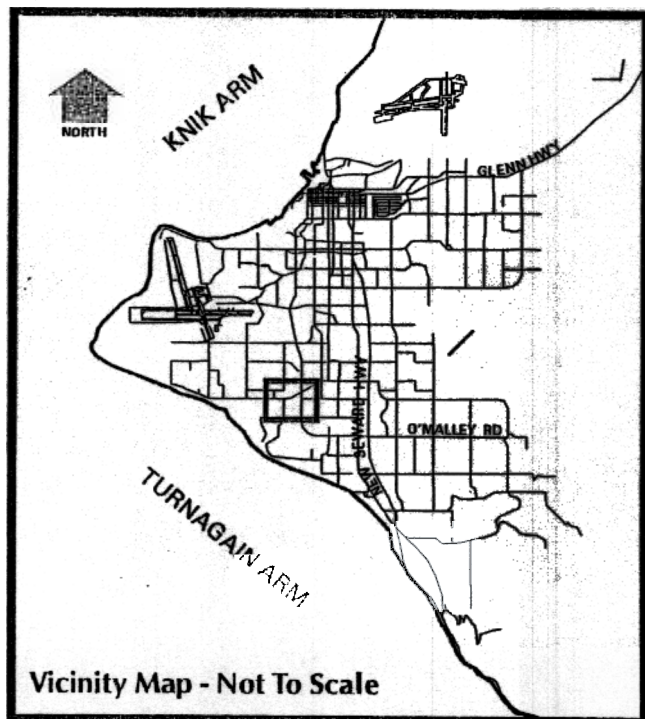 KNIK ARM
NORTH
GLENN HWY
NEW SEWARD HWY
O'MALLEY RD
TURNAGAIN ARM
Vicinity Map - Not To Scale